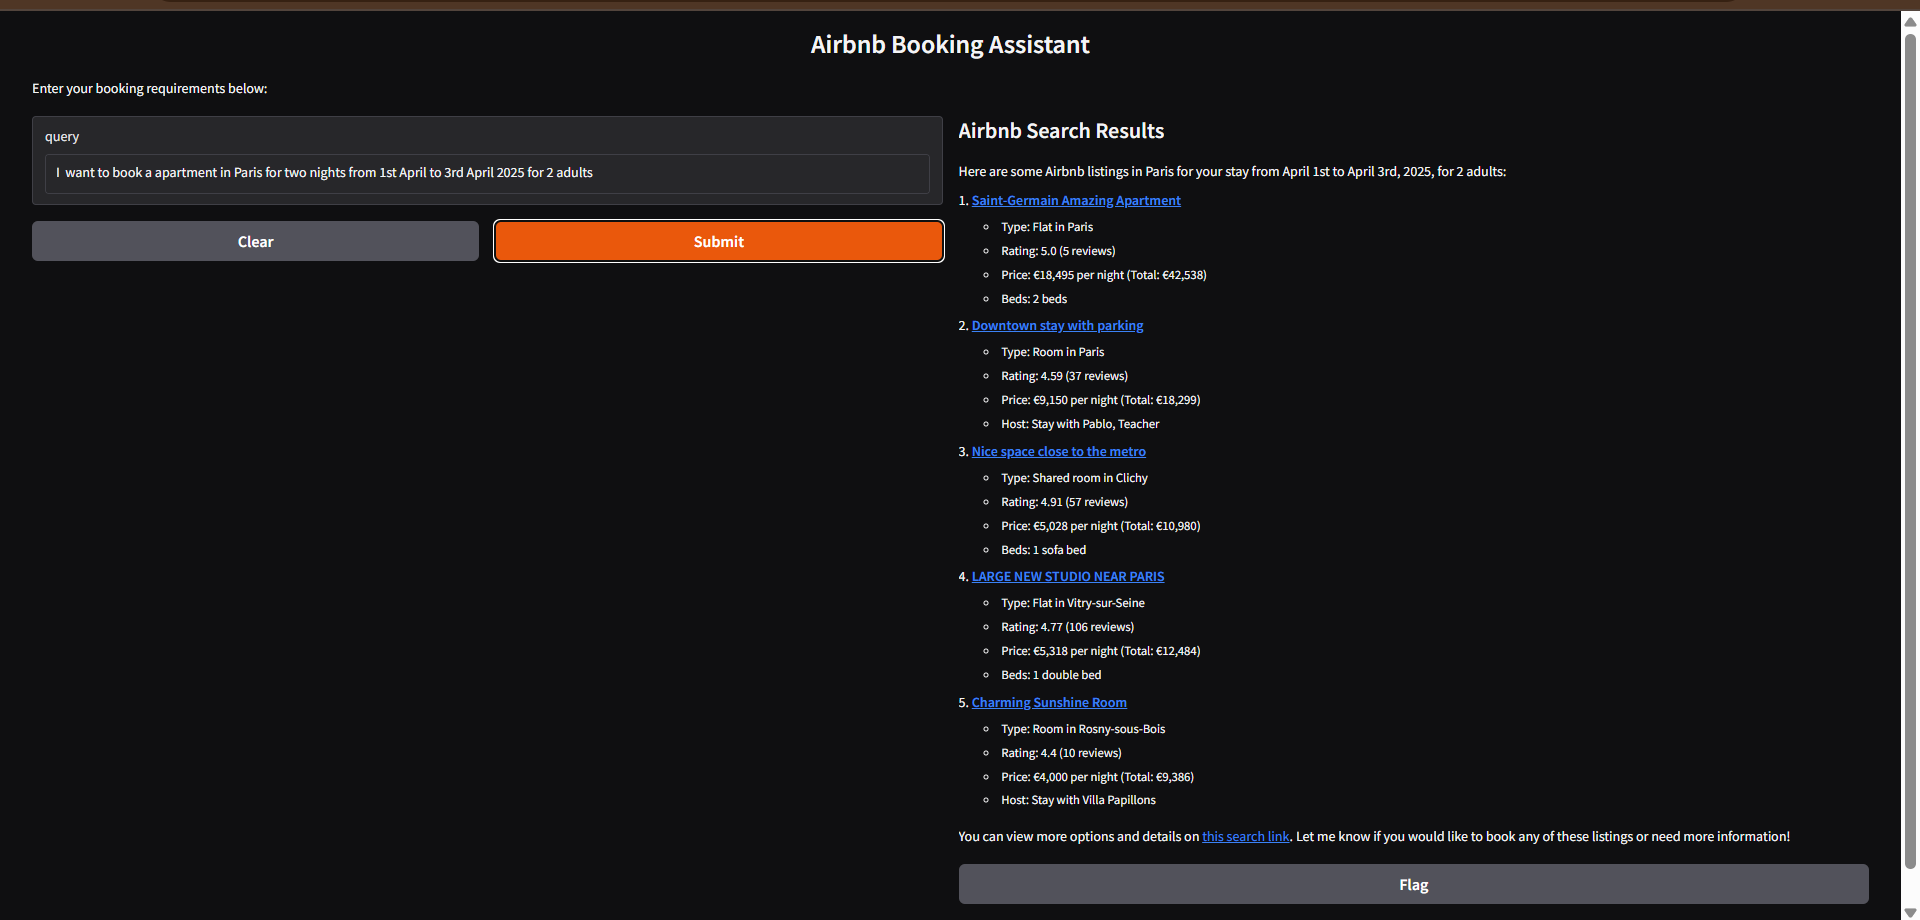 Airbnb Booking Assistant
Enter your booking requirements below:
query
I want to book a apartment in Paris for two nights from 1st April to 3rd April 2025 for 2 adults
Clear
Submit
Airbnb Search Results
Here are some Airbnb listings in Paris for your stay from April 1st to April 3rd, 2025, for 2 adults:
1. Saint-Germain Amazing Apartment
Type: Flat in Paris
Rating: 5.0 (5 reviews)
Price: €18,495 per night (Total: €42,538)
Beds: 2 beds
2. Downtown stay with parking
Type: Room in Paris
Rating: 4.59 (37 reviews)
Price: €9,150 per night (Total: €18,299)
Host: Stay with Pablo, Teacher
3. Nice space close to the metro
Type: Shared room in Clichy
Rating: 4.91 (57 reviews)
Price: €5,028 per night (Total: €10,980)
Beds: 1 sofa bed
4. LARGE NEW STUDIO NEAR PARIS
Type: Flat in Vitry-sur-Seine
Rating: 4.77 (106 reviews)
Price: €5,318 per night (Total: €12,484)
Beds: 1 double bed
5. Charming Sunshine Room
Type: Room in Rosny-sous-Bois
Rating: 4.4 (10 reviews)
Price: €4,000 per night (Total: €9,386)
Host: Stay with Villa Papillons
You can view more options and details on this search link. Let me know if you would like to book any of these listings or need more information!
Flag